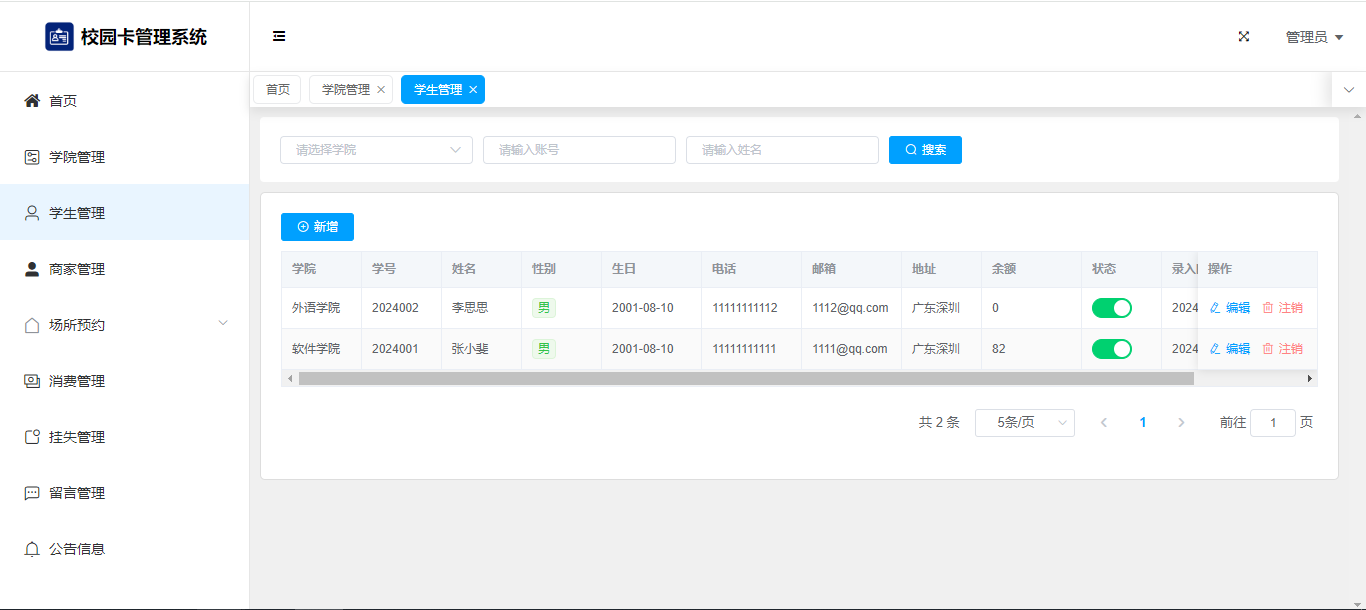 校园卡管理系统
管理员
首页
学院管理
学生管理
商家管理
场所预约
消费管理
挂失管理
留言管理
公告信息
首页 学院管理 学生管理
请选择学院 请输入账号 请输入姓名 搜索
新增
学院 学号 姓名 性别 生日 电话 邮箱 地址 余额 状态 录入 操作
外语学院 2024002 李思思 男 2001-08-10 11111111112 1112@qq.com 广东深圳 0 2024 编辑 注销
软件学院 2024001 张小斐 男 2001-08-10 11111111111 1111@qq.com 广东深圳 82 2024 编辑 注销
共 2 条 5条/页 1 前往 1 页